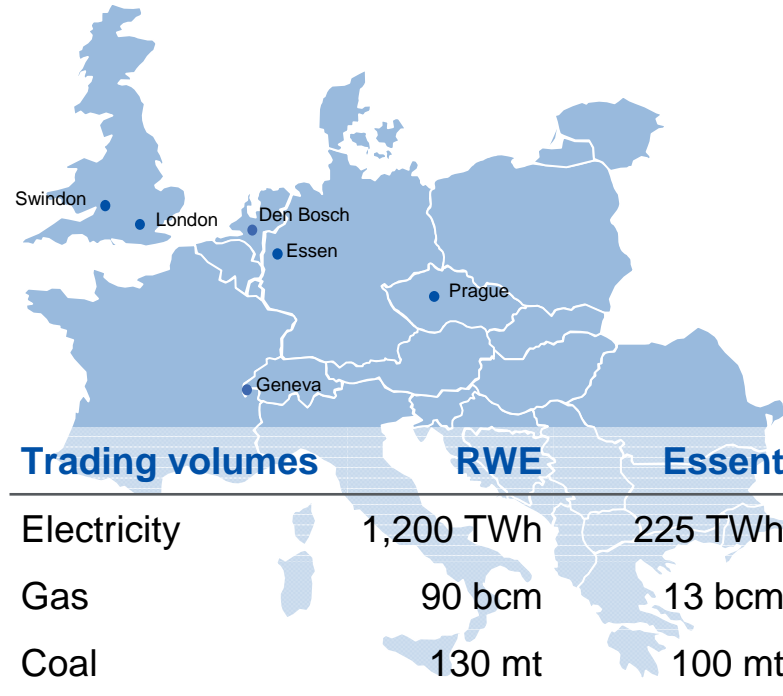 Swindon
London
Den Bosch
Essen
Prague
Geneva
Trading volumes RWE Essent
Electricity 1,200 TWh 225 TWh
Gas 90 bcm 13 bcm
Coal 130 mt 100 mt